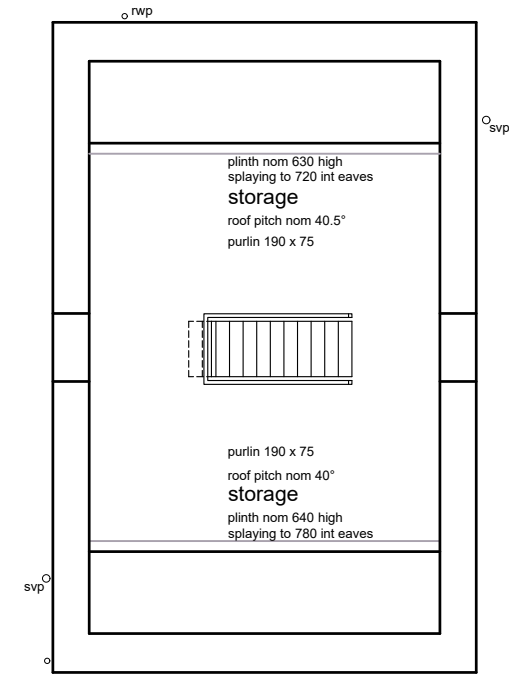 rwp
svp
plinth nom 630 high
splaying to 720 int eaves
storage
roof pitch nom 40.5°
purlin 190 x 75
purlin 190 x 75
roof pitch nom 40°
storage
plinth nom 640 high
splaying to 780 int eaves
svp